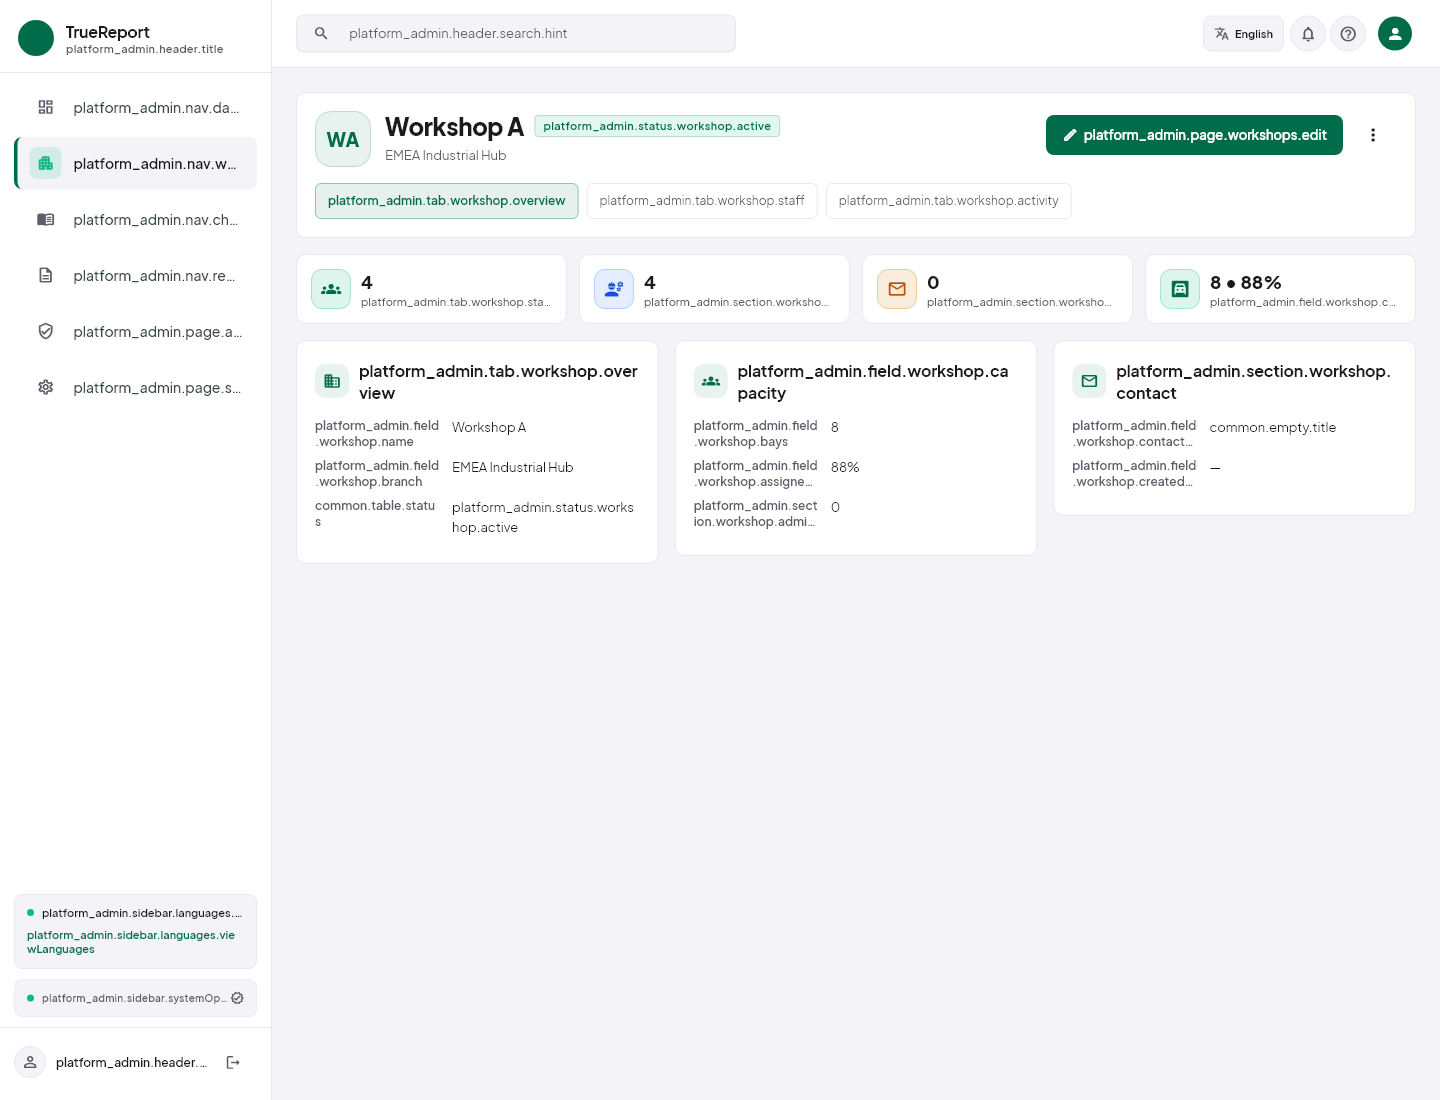 TrueReport
platform_admin.header.title
platform_admin.header.search.hint
English
platform_admin.nav.da...
platform_admin.nav.w...
platform_admin.nav.ch...
platform_admin.nav.re...
platform_admin.page.a...
platform_admin.page.s...
WA
Workshop A
platform_admin.status.workshop.active
EMEA Industrial Hub
platform_admin.page.workshops.edit
platform_admin.tab.workshop.overview
platform_admin.tab.workshop.staff
platform_admin.tab.workshop.activity
4
platform_admin.tab.workshop.sta...
4
platform_admin.section.worksho...
0
platform_admin.section.worksho...
8 • 88%
platform_admin.field.workshop.c...
platform_admin.tab.workshop.over
view
platform_admin.field
.workshop.name
Workshop A
platform_admin.field
.workshop.branch
EMEA Industrial Hub
common.table.statu
s
platform_admin.status.works
hop.active
platform_admin.field.workshop.ca
pacity
platform_admin.field
.workshop.bays
8
platform_admin.field
.workshop.assigne...
88%
platform_admin.sect
ion.workshop.admi...
0
platform_admin.section.workshop.
contact
platform_admin.field
.workshop.contact...
common.empty.title
platform_admin.field
.workshop.created...
—
platform_admin.sidebar.languages....
platform_admin.sidebar.languages.vie
wLanguages
platform_admin.sidebar.systemOp...
platform_admin.header....